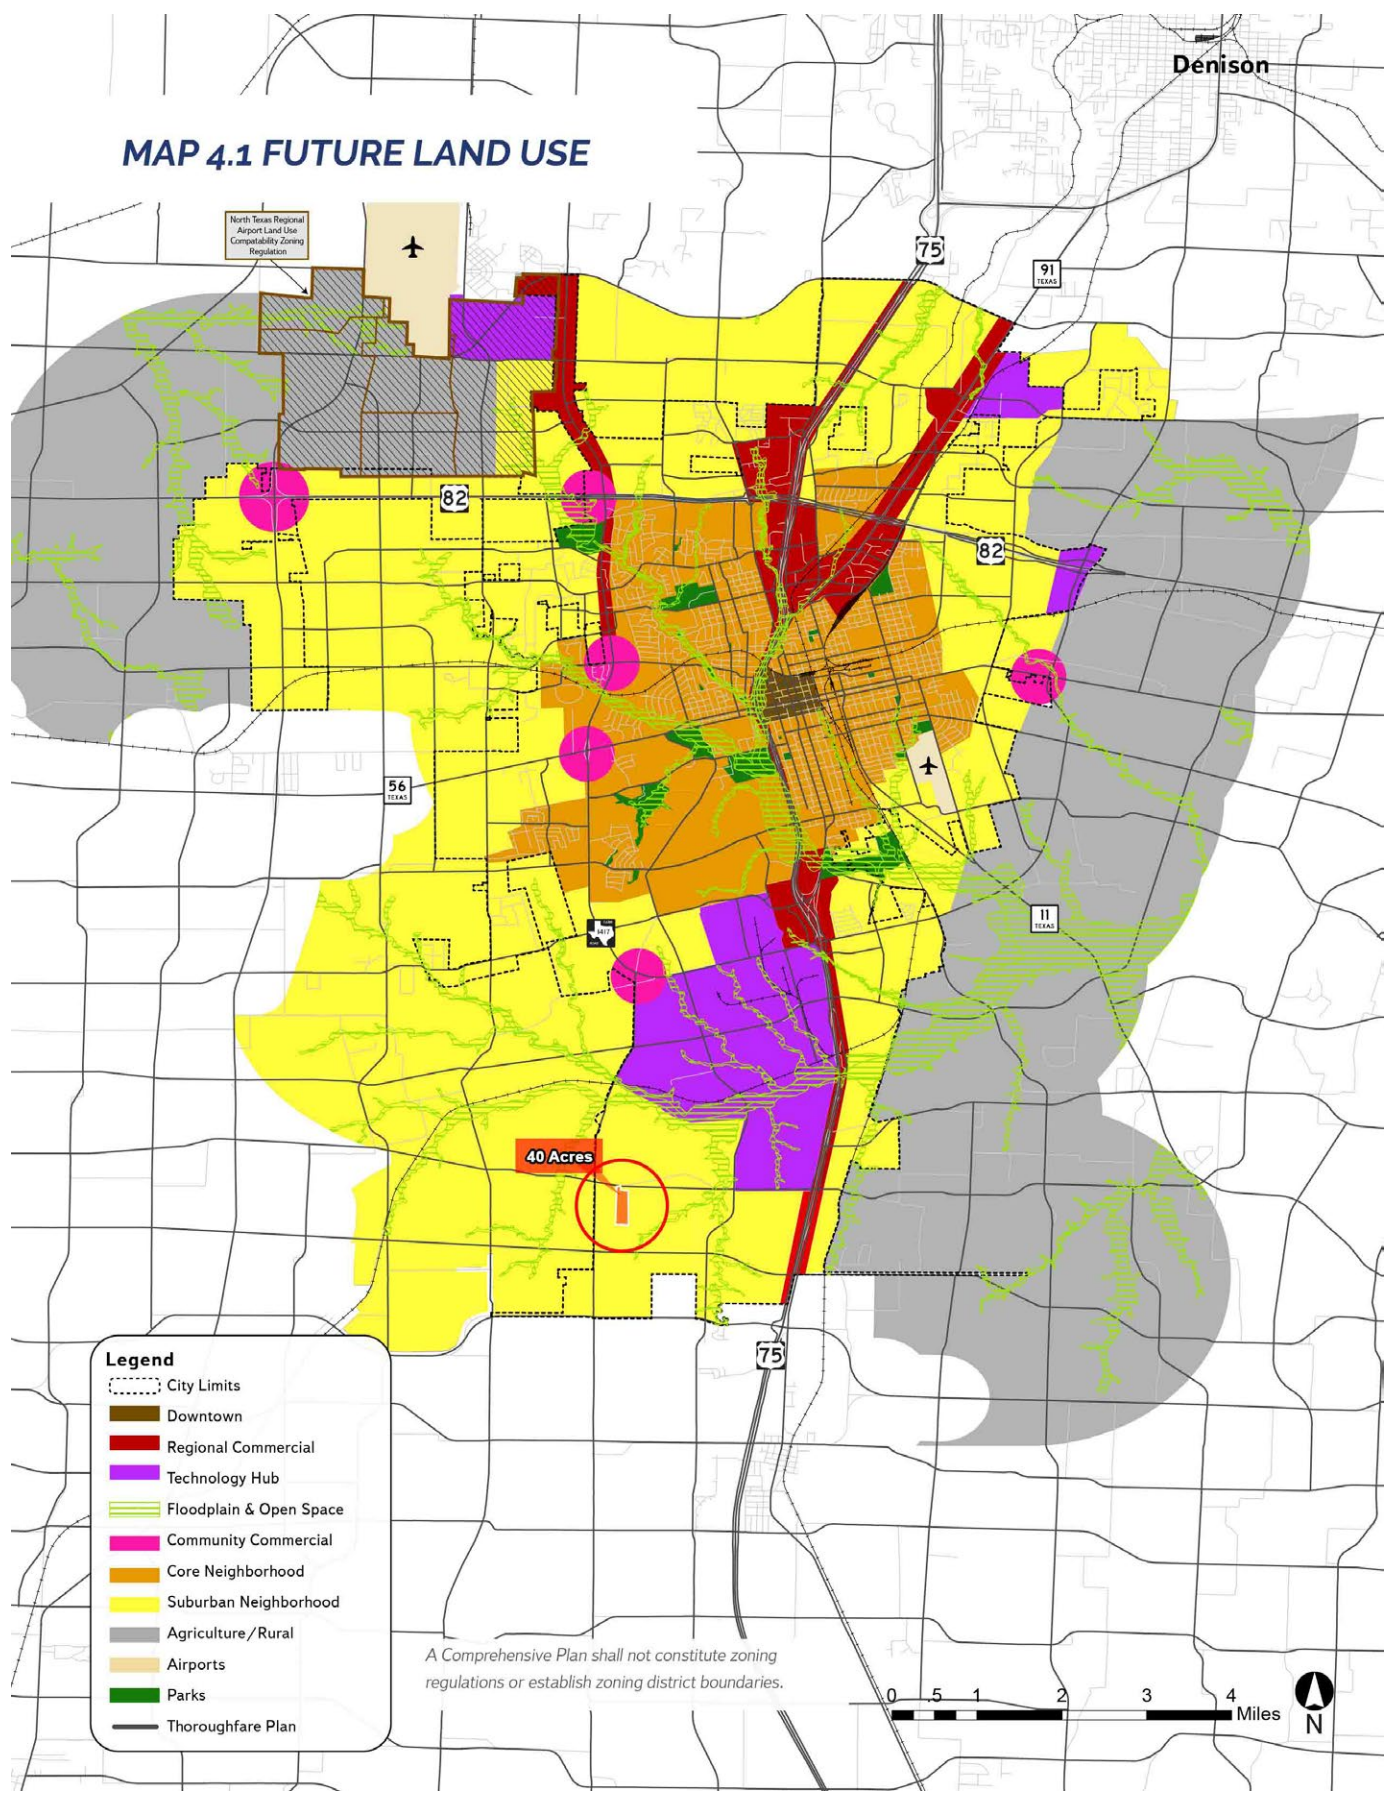 Denison
MAP 4.1 FUTURE LAND USE
North Texas Regional
Airport Land Use
Compatability Zoning
Regulation
75
91
TEXAS
82
82
56
TEXAS
11
TEXAS
1417
40 Acres
75
Legend
City Limits
Downtown
Regional Commercial
Technology Hub
Floodplain & Open Space
Community Commercial
Core Neighborhood
Suburban Neighborhood
Agriculture/Rural
Airports
Parks
Thoroughfare Plan
A Comprehensive Plan shall not constitute zoning
regulations or establish zoning district boundaries.
0 .5 1 2 3 4
Miles
N